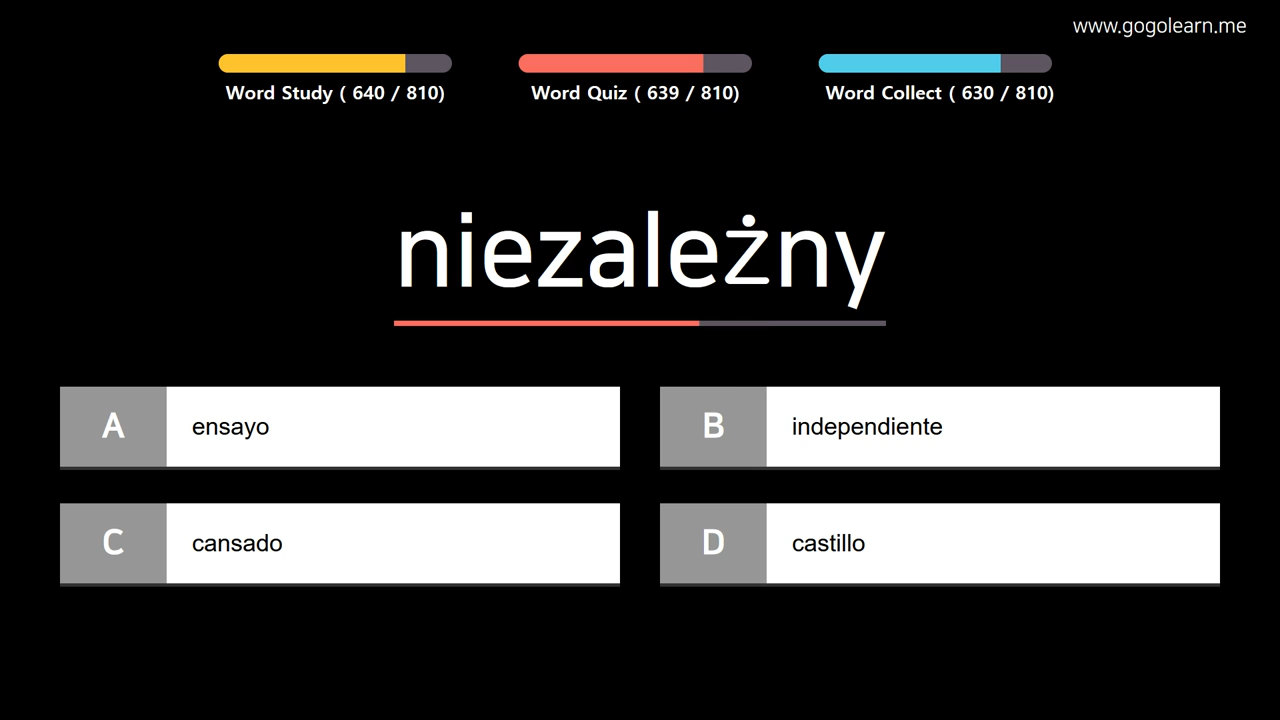 www.gogolearn.me
Word Study ( 640 / 810)
Word Quiz ( 639 / 810)
Word Collect ( 630 / 810)
niezależny
A
ensayo
B
independiente
C
cansado
D
castillo